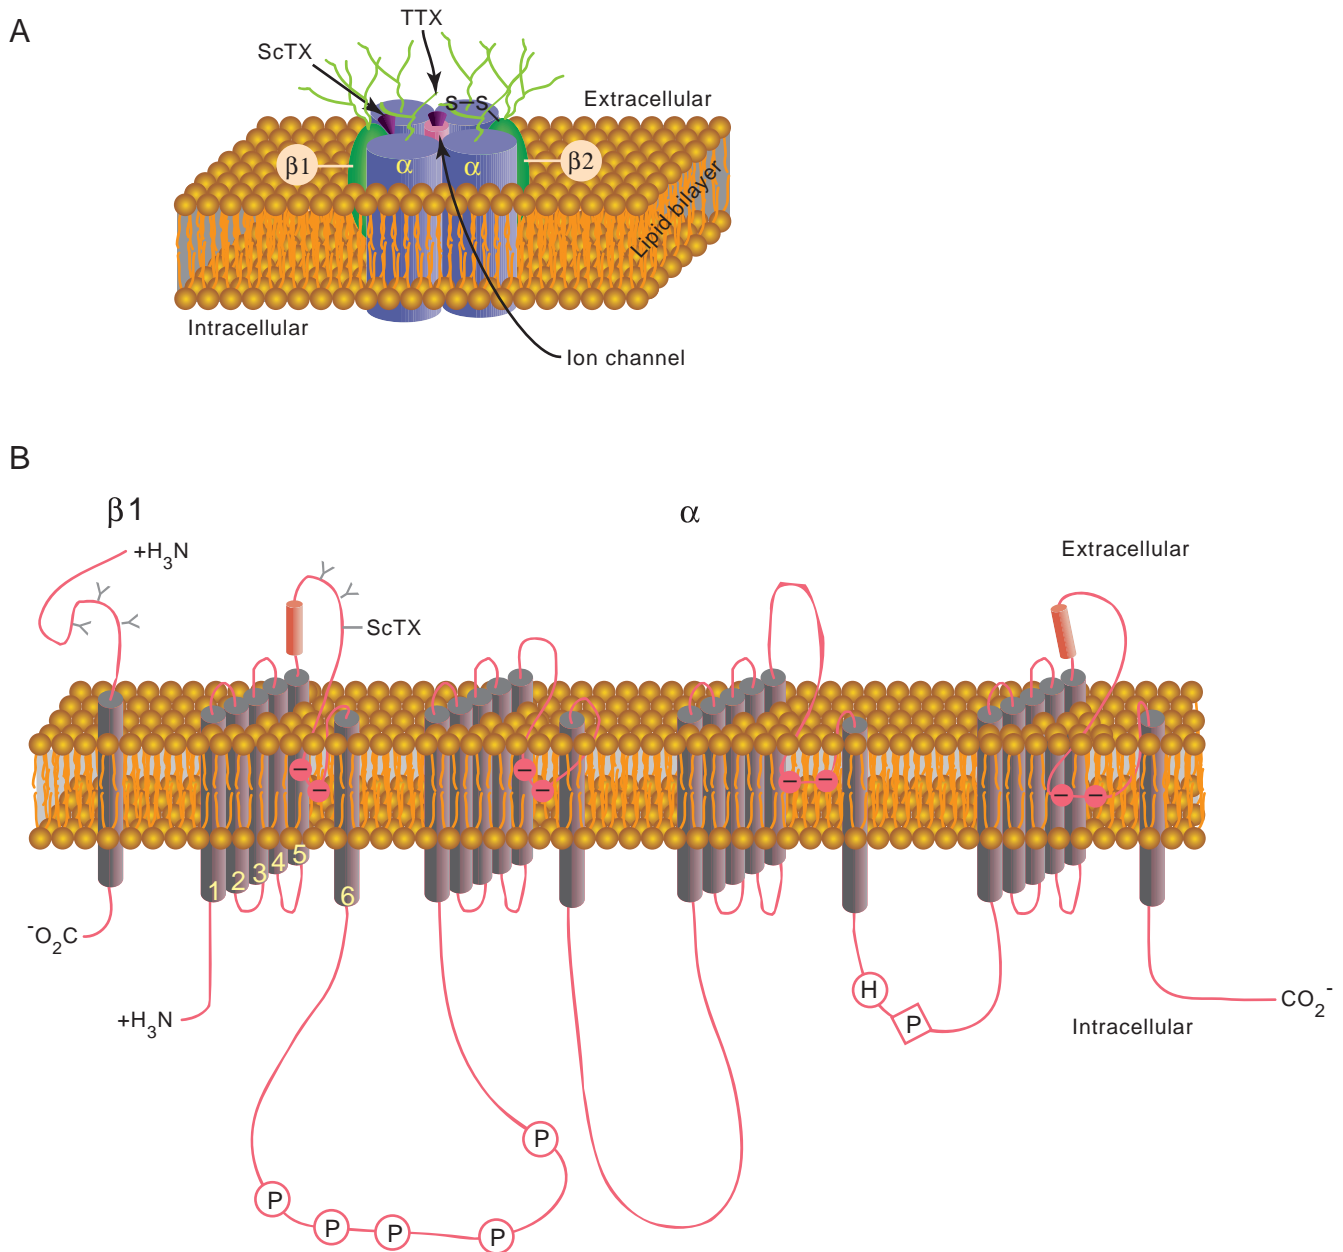 A
TTX
ScTX
S–S
Extracellular
β1
α
α
β2
Lipid bilayer
Intracellular
Ion channel
B
β1
α
+H3N
Extracellular
ScTX
–
–
–
–
–
–
–
–
1
2
3
4
5
6
-O2C
+H3N
H
P
CO2-
Intracellular
P
P
P
P
P